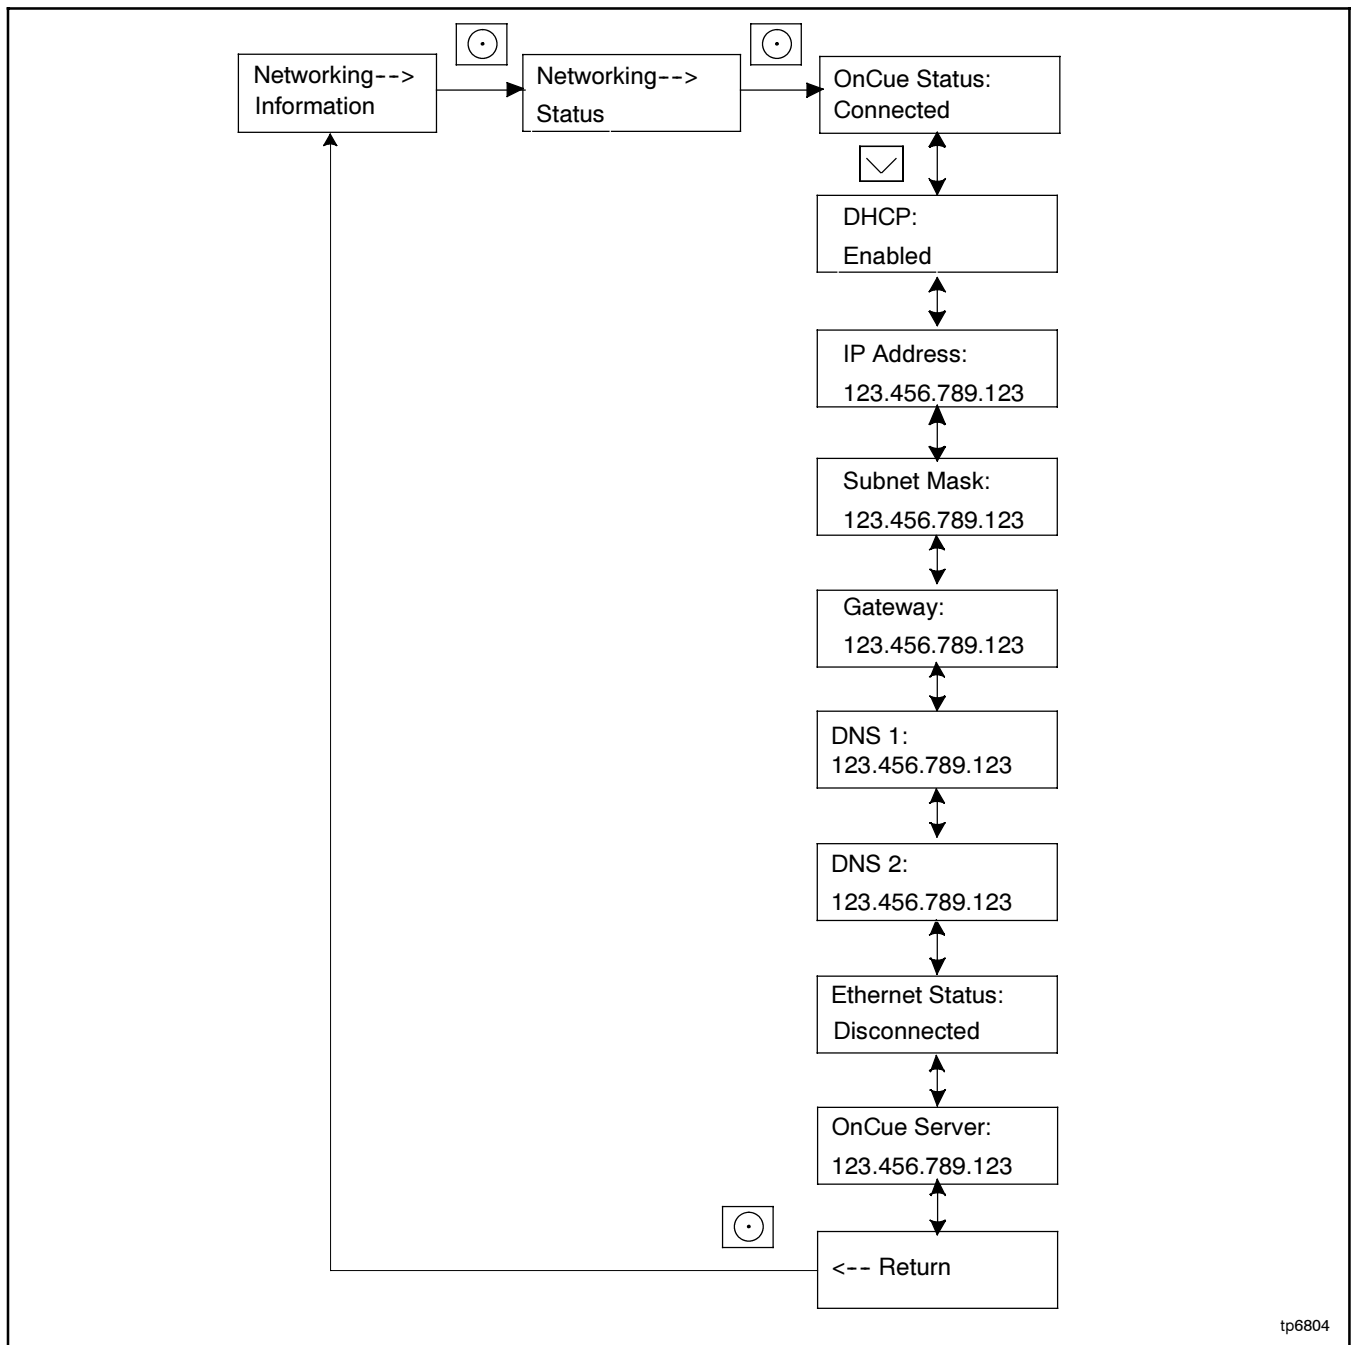 Networking-->
Information
Networking-->
Status
OnCue Status:
Connected
DHCP:
Enabled
IP Address:
123.456.789.123
Subnet Mask:
123.456.789.123
Gateway:
123.456.789.123
DNS 1:
123.456.789.123
DNS 2:
123.456.789.123
Ethernet Status:
Disconnected
OnCue Server:
123.456.789.123
<-- Return
tp6804